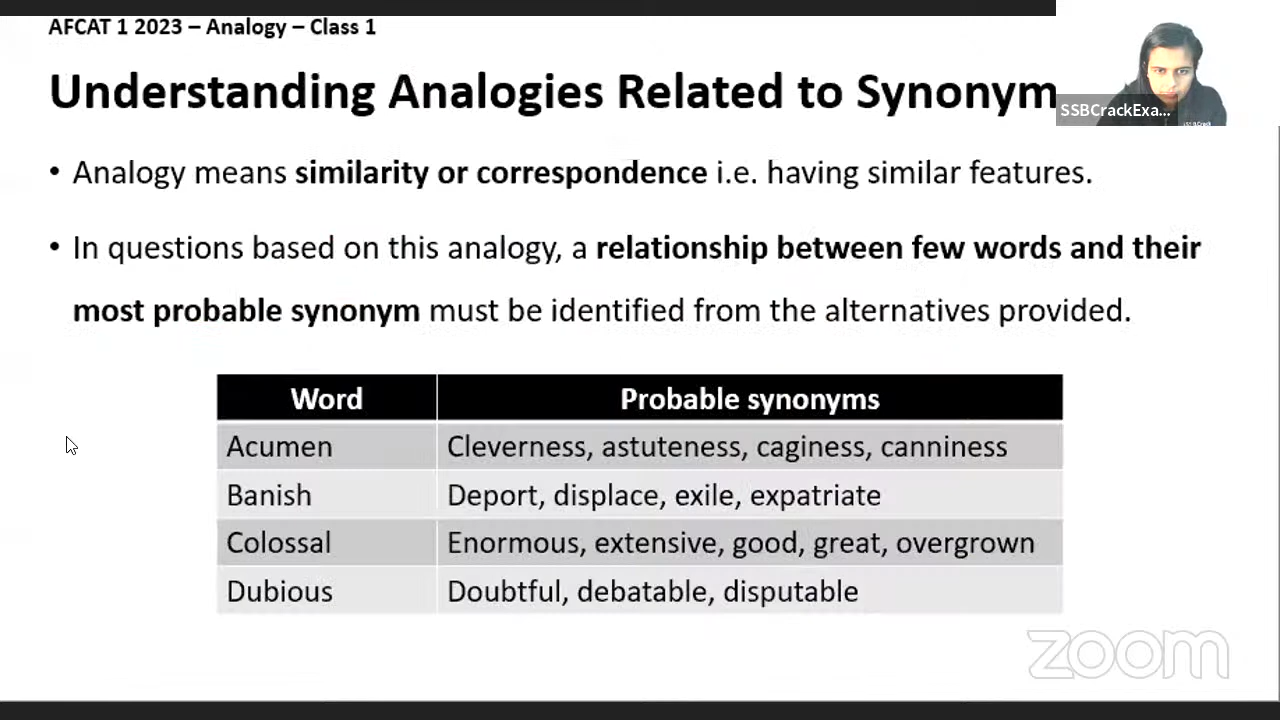 AFCAT 1 2023 – Analogy – Class 1
Understanding Analogies Related to Synonym
SSBCrackExa...
• Analogy means similarity or correspondence i.e. having similar features.
• In questions based on this analogy, a relationship between few words and their
most probable synonym must be identified from the alternatives provided.
Word Probable synonyms
Acumen Cleverness, astuteness, caginess, canniness
Banish Deport, displace, exile, expatriate
Colossal Enormous, extensive, good, great, overgrown
Dubious Doubtful, debatable, disputable
zoom